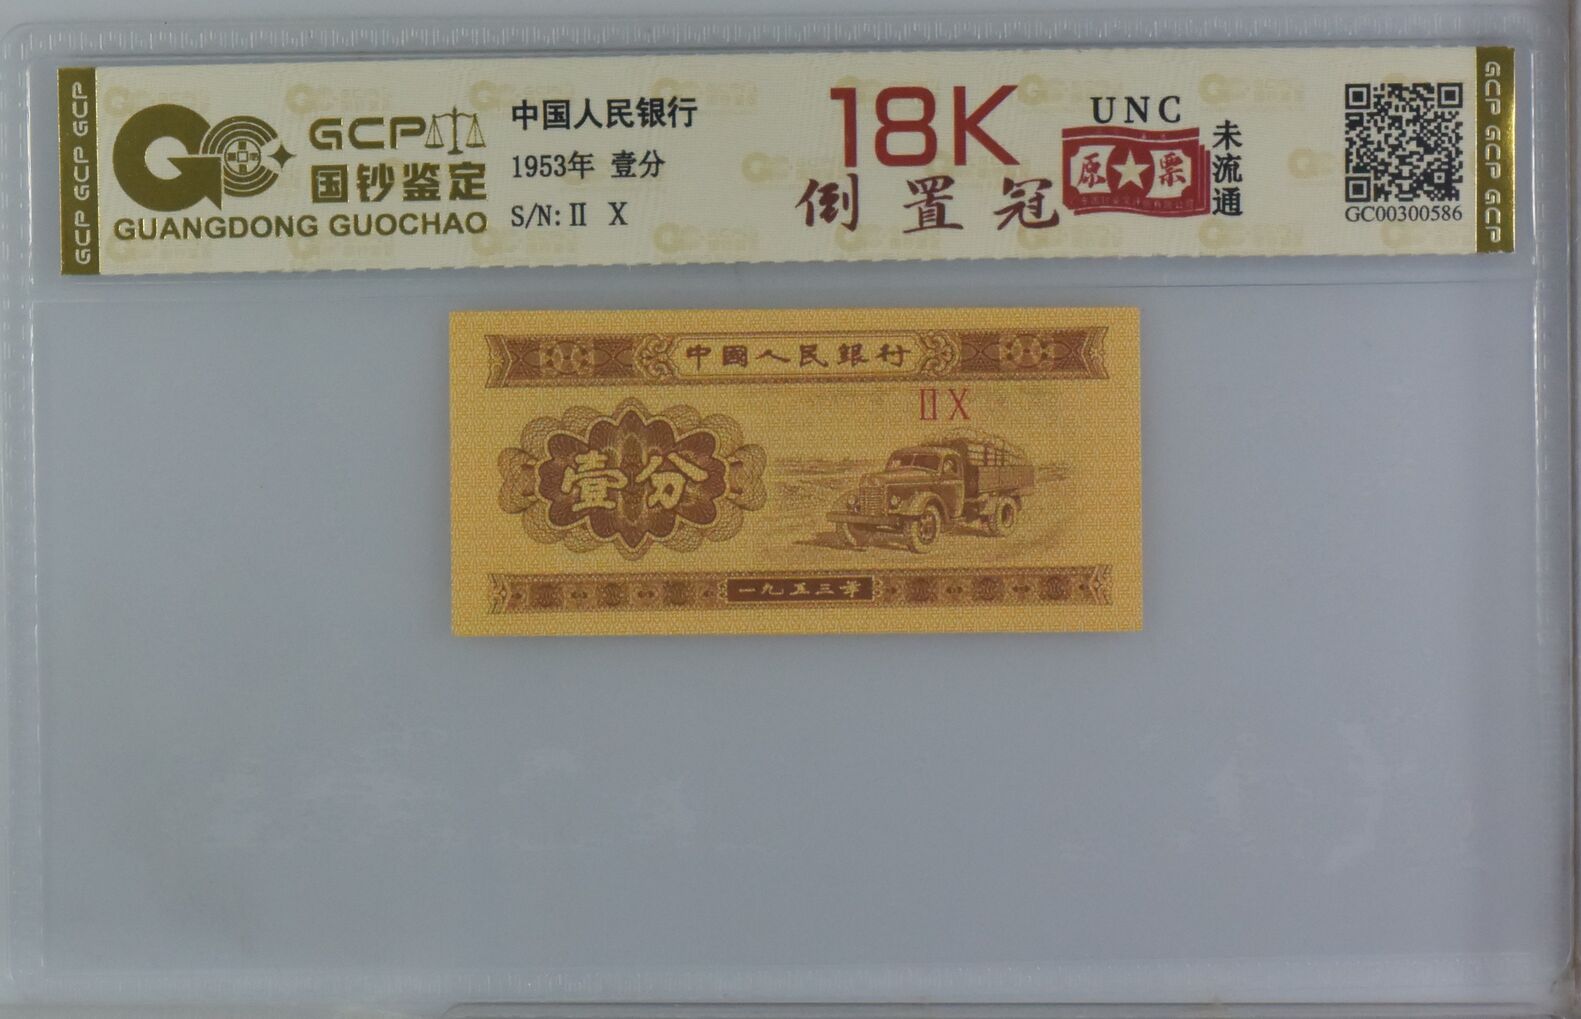 GCP GCP GCP
GCP
国钞鉴定
GUANGDONG GUOCHAO
中国人民银行
1953年 壹分
S/N: II X
18K
倒置冠
UNC
原票
未流通
GC00300586
GCP GCP GCP
中國人民銀行
II X
壹分
一九五三年